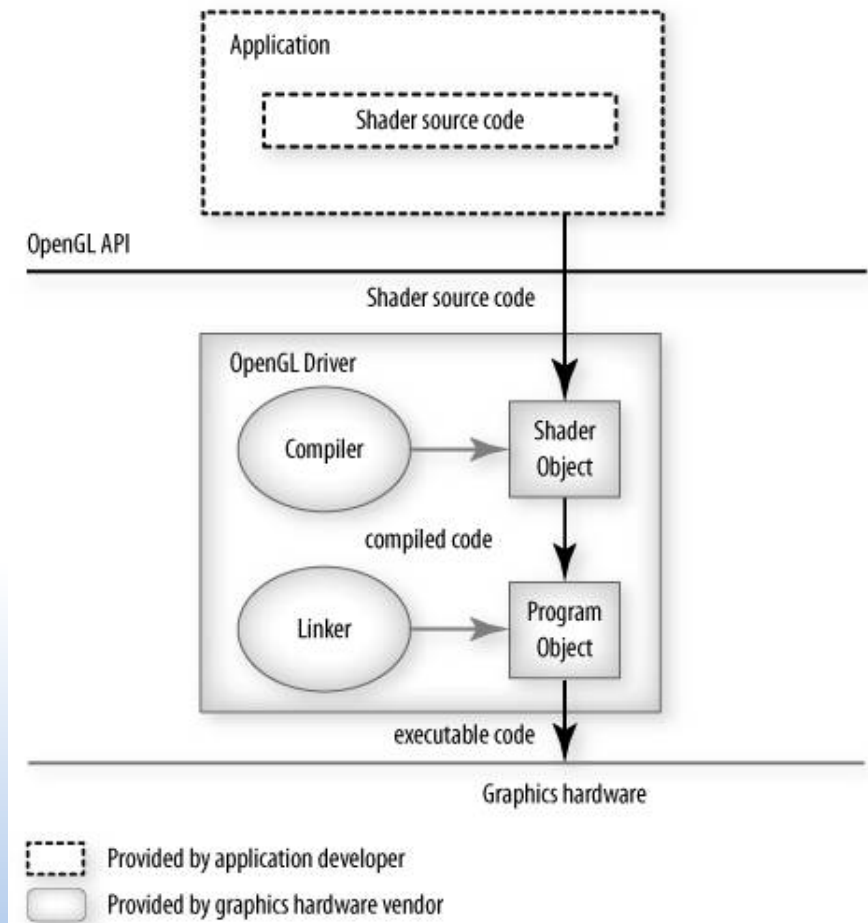 Application
Shader source code
OpenGL API
Shader source code
OpenGL Driver
Compiler
Shader
Object
compiled code
Linker
Program
Object
executable code
Graphics hardware
Provided by application developer
Provided by graphics hardware vendor